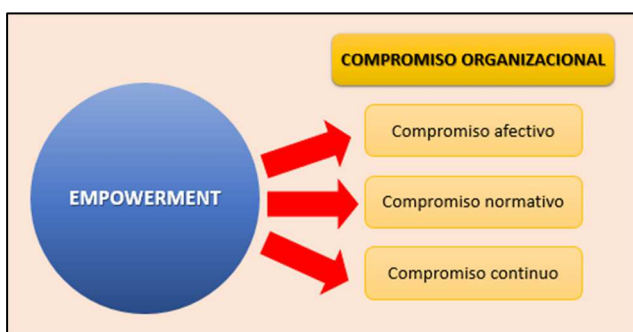 COMPROMISO ORGANIZACIONAL
Compromiso afectivo
EMPOWERMENT
Compromiso normativo
Compromiso continuo